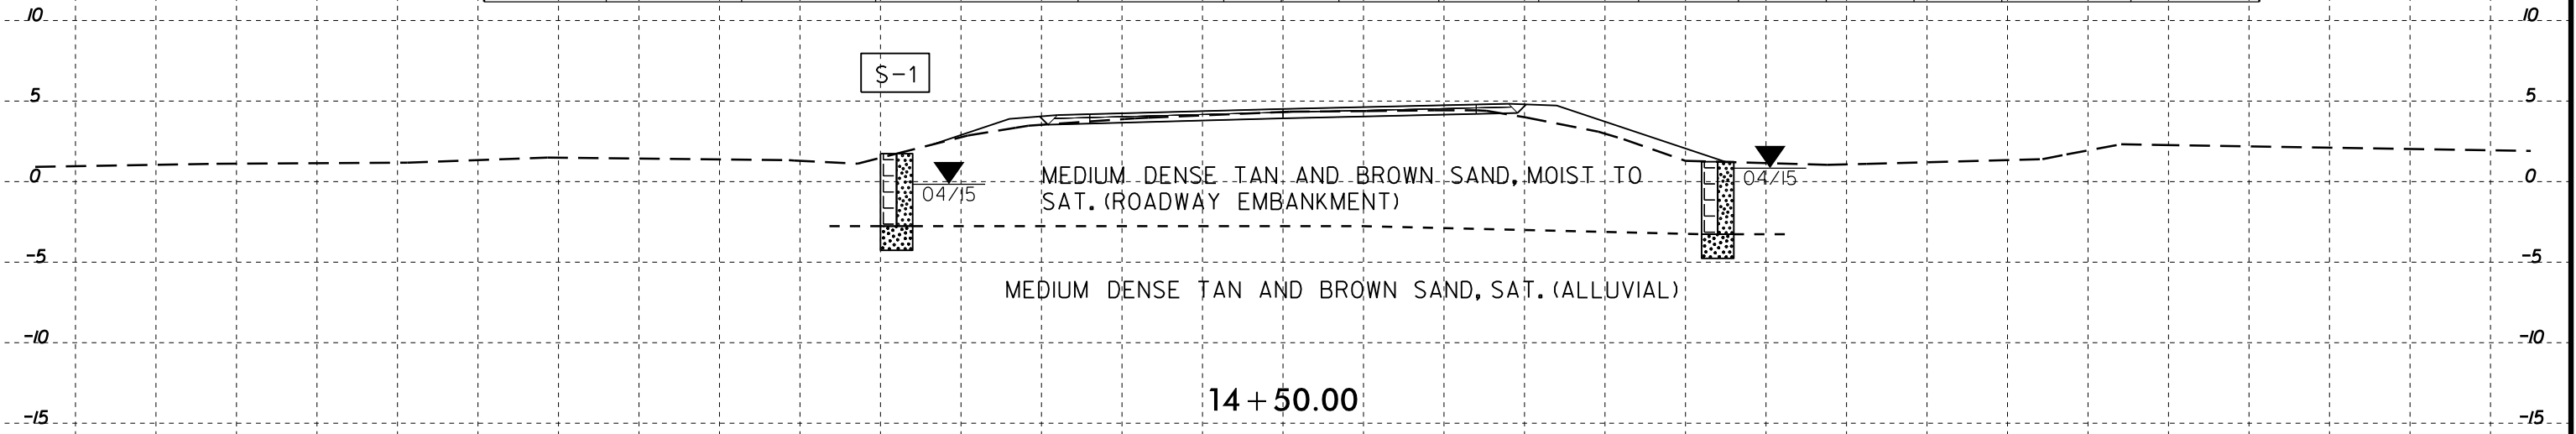 10 10
S-1
5 5
MEDIUM DENSE TAN AND BROWN SAND, MOIST TO
0 04/15 04/15 0
SAT. (ROADWAY EMBANKMENT)
-5 -5
MEDIUM DENSE TAN AND BROWN SAND, SAT. (ALLUVIAL)
-10 -10
14+50.00
-15 -15